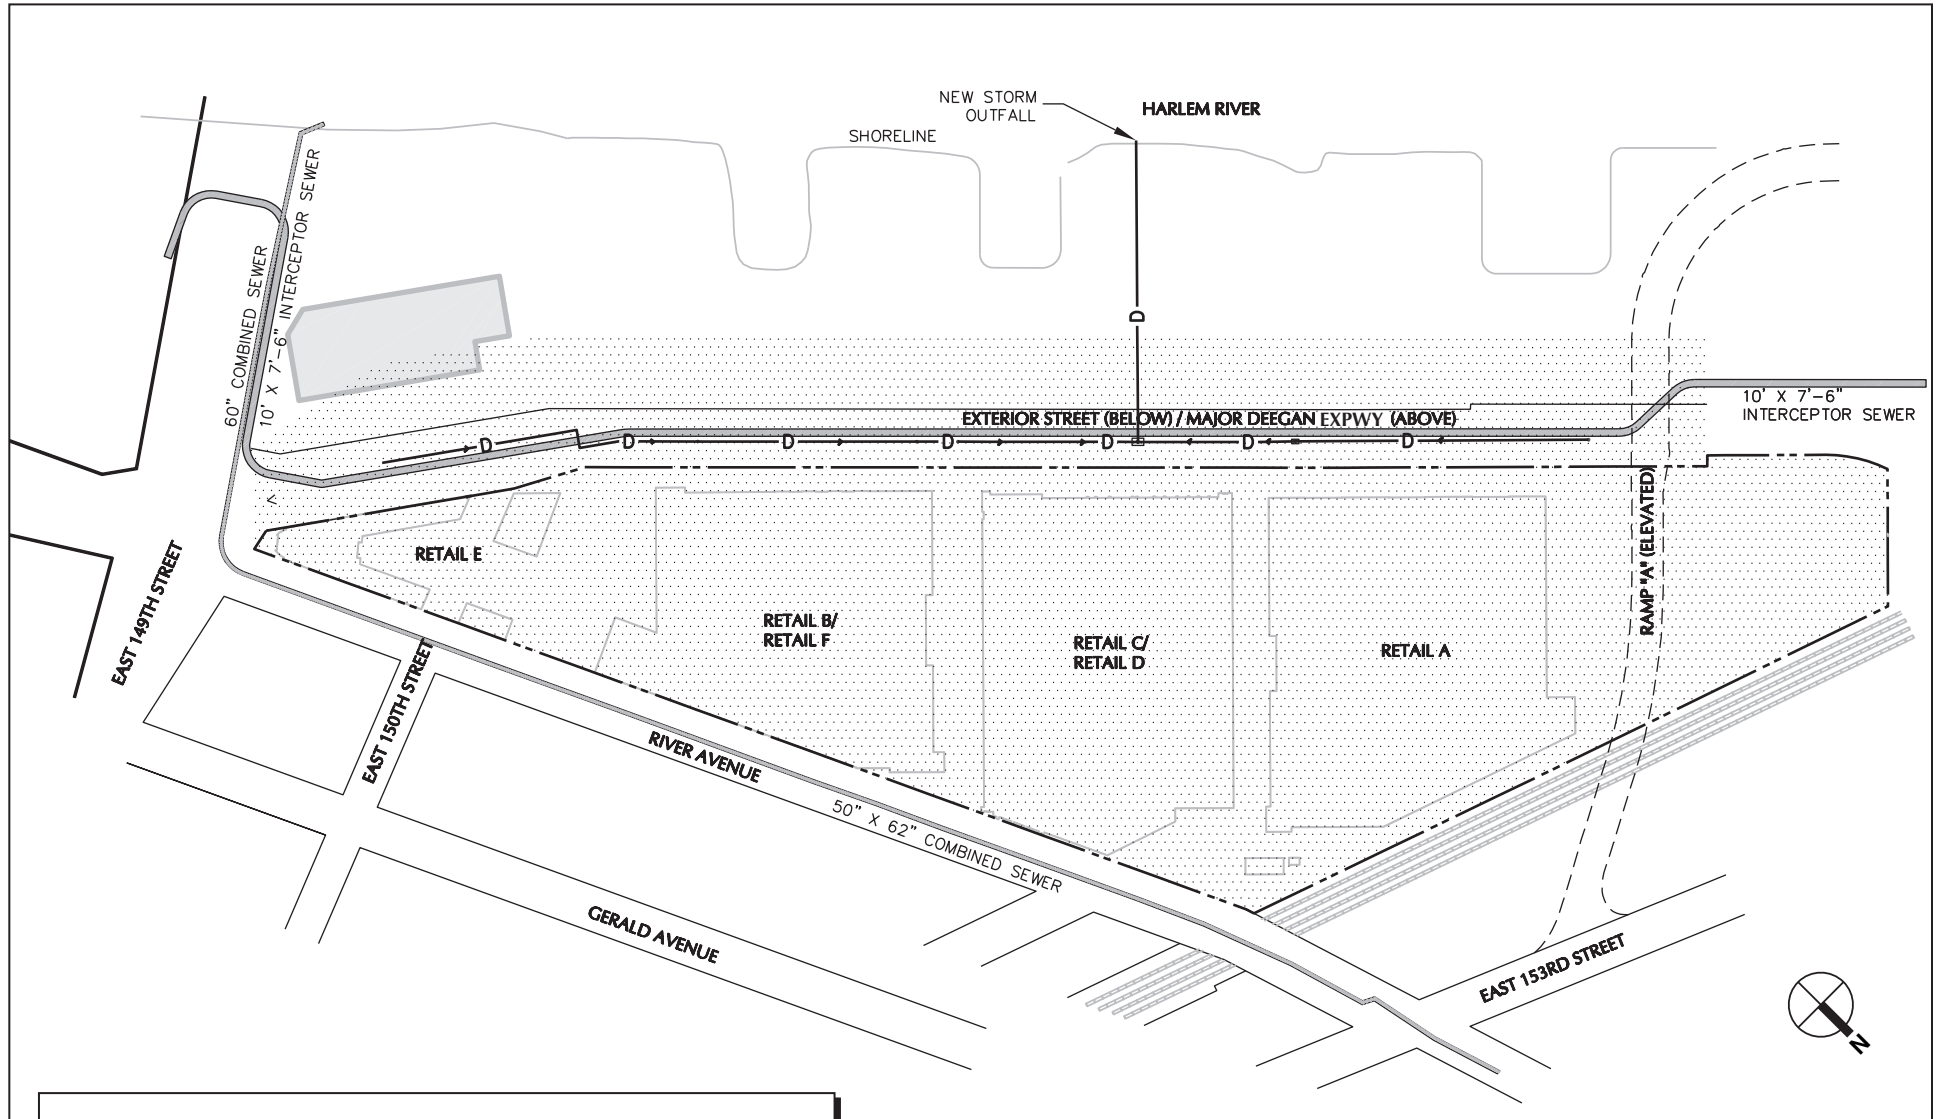 NEW STORM
OUTFALL
HARLEM RIVER
SHORELINE
60" COMBINED SEWER
10' X 7'-6" INTERCEPTOR SEWER
D
10' X 7'-6"
INTERCEPTOR SEWER
EXTERIOR STREET (BELOW) / MAJOR DEEGAN EXPWY (ABOVE)
D
D
D
D
D
D
D
V
RETAIL E
RETAIL B/
RETAIL F
RETAIL C/
RETAIL D
RETAIL A
RAMP "A" (ELEVATED)
EAST 149TH STREET
EAST 150TH STREET
RIVER AVENUE
50" X 62" COMBINED SEWER
GERALD AVENUE
EAST 153RD STREET
N